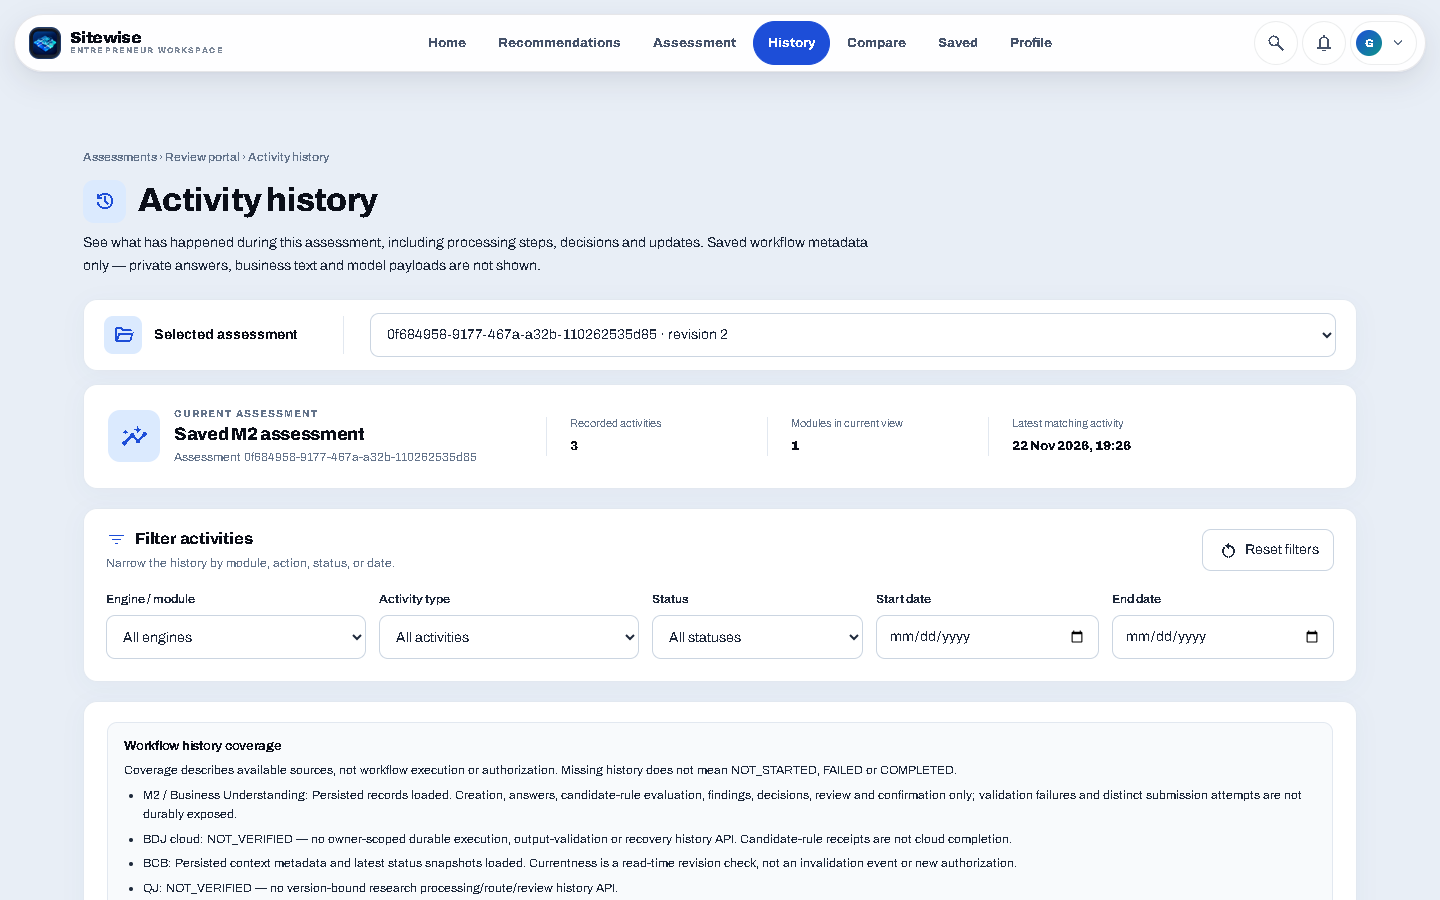 Sitewise
ENTREPRENEUR WORKSPACE
Home
Recommendations
Assessment
History
Compare
Saved
Profile
G
Assessments › Review portal › Activity history
Activity history
See what has happened during this assessment, including processing steps, decisions and updates. Saved workflow metadata
only — private answers, business text and model payloads are not shown.
Selected assessment
0f684958-9177-467a-a32b-110262535d85 · revision 2
CURRENT ASSESSMENT
Saved M2 assessment
Assessment 0f684958-9177-467a-a32b-110262535d85
Recorded activities
3
Modules in current view
1
Latest matching activity
22 Nov 2026, 19:26
Filter activities
Narrow the history by module, action, status, or date.
Reset filters
Engine / module
All engines
Activity type
All activities
Status
All statuses
Start date
mm/dd/yyyy
End date
mm/dd/yyyy
Workflow history coverage
Coverage describes available sources, not workflow execution or authorization. Missing history does not mean NOT_STARTED, FAILED or COMPLETED.
• M2 / Business Understanding: Persisted records loaded. Creation, answers, candidate-rule evaluation, findings, decisions, review and confirmation only; validation failures and distinct submission attempts are not
durably exposed.
• BDJ cloud: NOT_VERIFIED — no owner-scoped durable execution, output-validation or recovery history API. Candidate-rule receipts are not cloud completion.
• BCB: Persisted context metadata and latest status snapshots loaded. Currentness is a read-time revision check, not an invalidation event or new authorization.
• QJ: NOT_VERIFIED — no version-bound research processing/route/review history API.